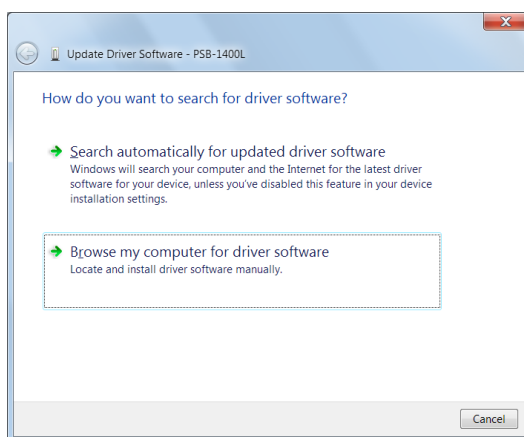 Update Driver Software - PSB-1400L
How do you want to search for driver software?
Search automatically for updated driver software
Windows will search your computer and the Internet for the latest driver
software for your device, unless you've disabled this feature in your device
installation settings.
Browse my computer for driver software
Locate and install driver software manually.
Cancel